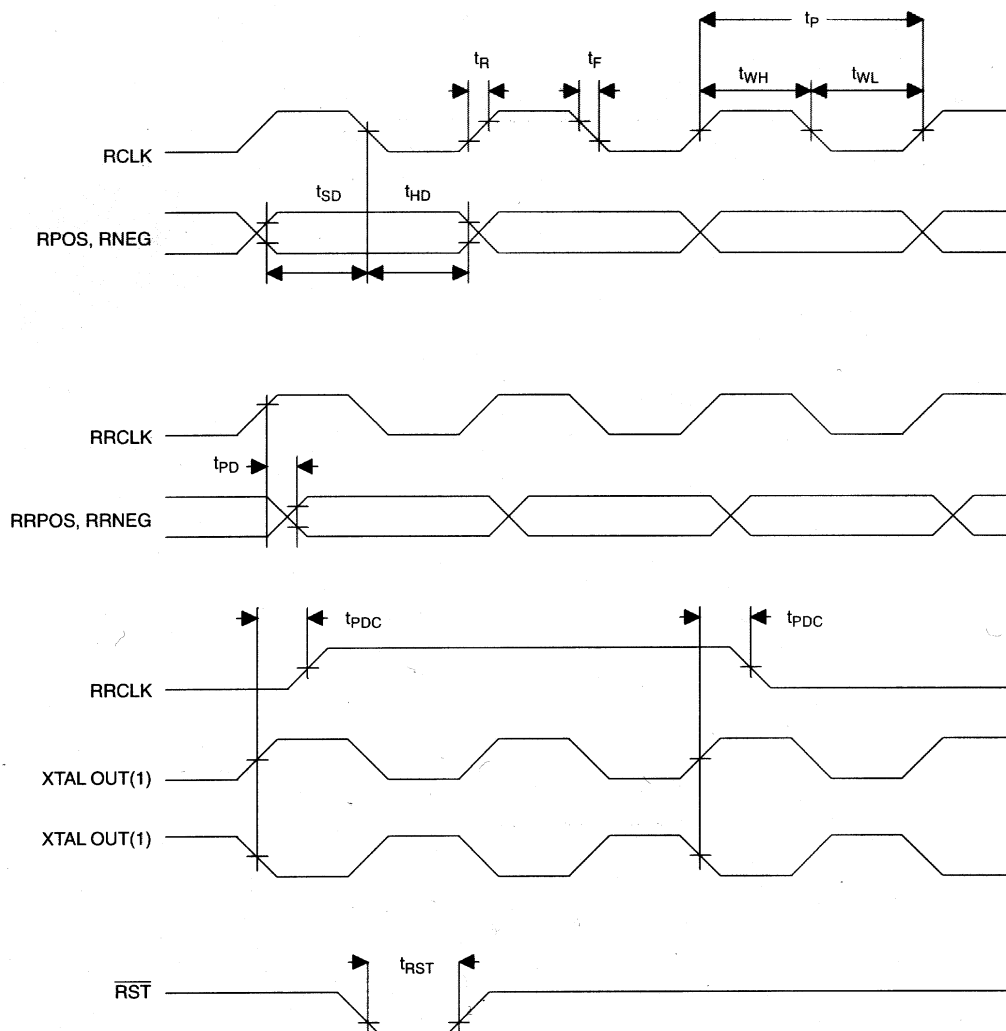 tP
tR
tF
tWH
tWL
RCLK
tSD
tHD
RPOS, RNEG
RRCLK
tPD
RRPOS, RRNEG
tPDC
tPDC
RRCLK
XTAL OUT(1)
XTAL OUT(1)
tRST
RST